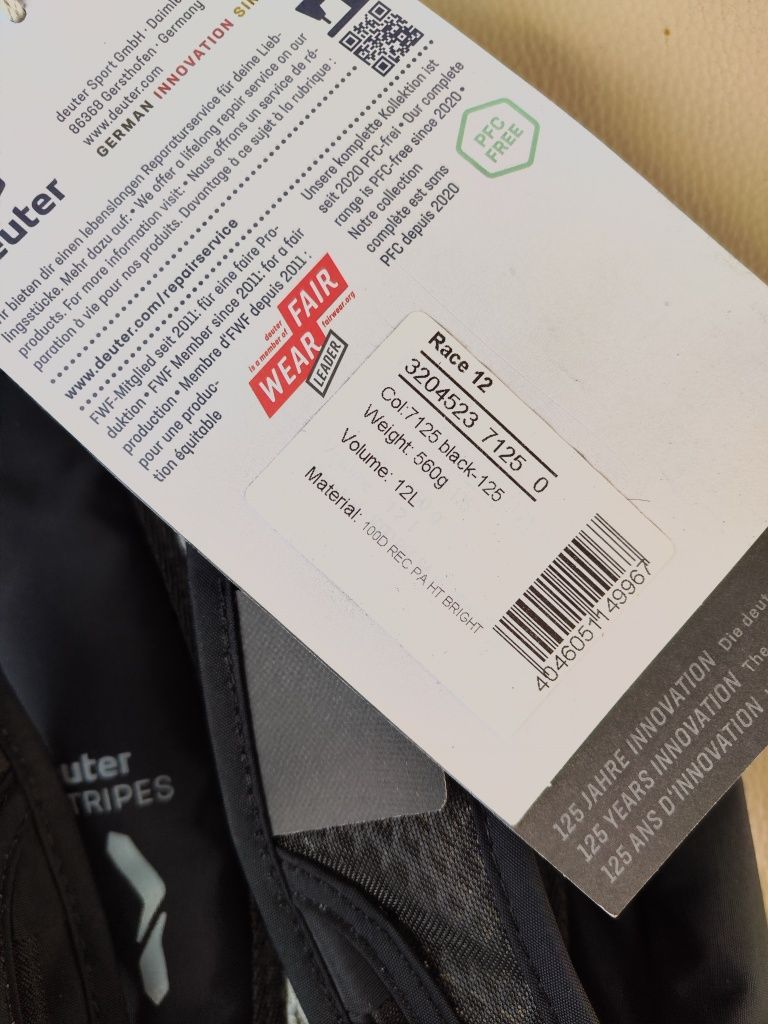 deuter Sport GmbH · Daimle
86368 Gersthofen · Germany
www.deuter.com
GERMAN INNOVATION SIN
euter
r bieten dir einen lebenslangen Reparaturservice für deine Lieb-
lingsstücke. Mehr dazu auf: • We offer a lifelong repair service on our
products. For more information visit: • Nous offrons un service de ré-
paration à vie pour nos produits. Davantage à ce sujet à la rubrique :
www.deuter.com/repairservice
FWF-Mitglied seit 2011: für eine faire Pro-
duktion • FWF Member since 2011: for a fair
production • Membre d'FWF depuis 2011 :
pour une produc-
tion équitable
deuter
is a member of
FAIR
WEAR
fairwear.org
LEADER
Unsere komplette Kollektion ist
seit 2020 PFC-frei • Our complete
range is PFC-free since 2020 •
Notre collection
complète est sans
PFC depuis 2020
PFC
FREE
Race 12
3204523 7125 0
Col:7125 black-125
Weight: 560g
Volume: 12L
Material: 100D REC PA HT BRIGHT
4046051149967
125 JAHRE INNOVATION Die deut
125 YEARS INNOVATION The
125 ANS D'INNOVATION
uter
TRIPES